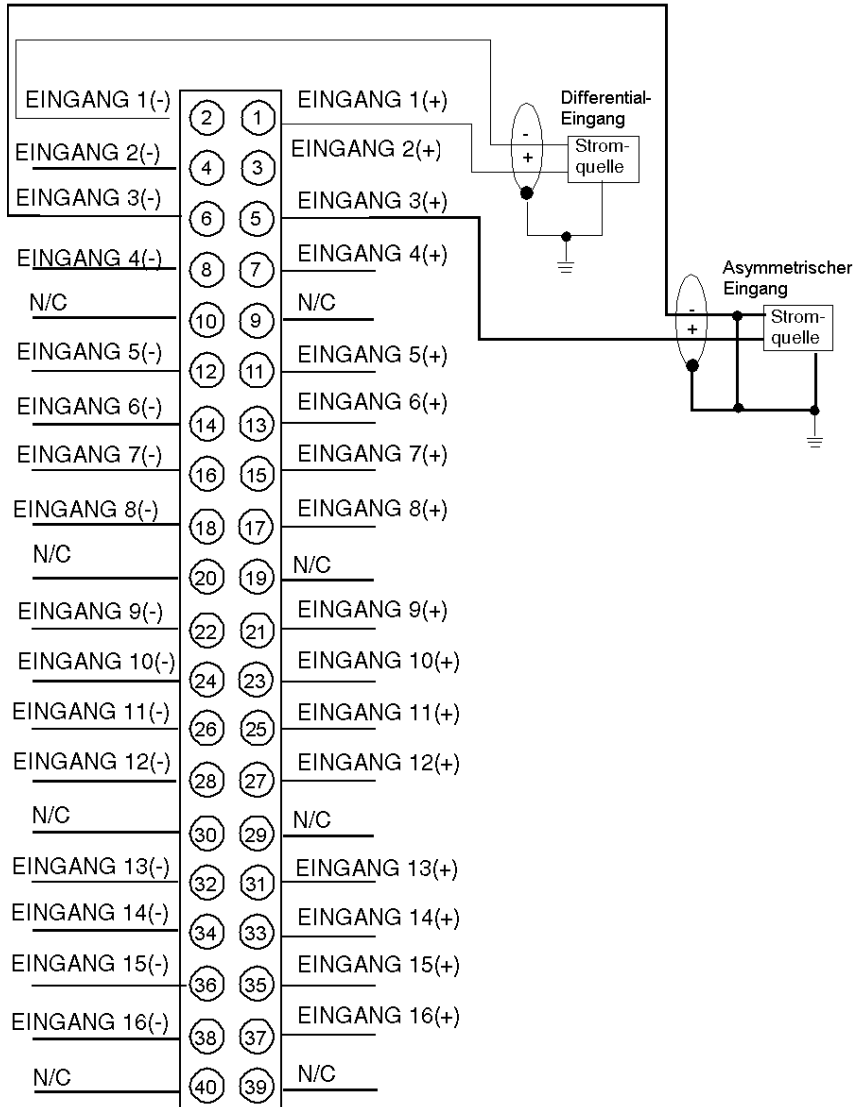 EINGANG 1(-) 2 1 EINGANG 1(+)
EINGANG 2(-) 4 3 EINGANG 2(+)
EINGANG 3(-) 6 5 EINGANG 3(+)
EINGANG 4(-) 8 7 EINGANG 4(+)
N/C 10 9 N/C
EINGANG 5(-) 12 11 EINGANG 5(+)
EINGANG 6(-) 14 13 EINGANG 6(+)
EINGANG 7(-) 16 15 EINGANG 7(+)
EINGANG 8(-) 18 17 EINGANG 8(+)
N/C 20 19 N/C
EINGANG 9(-) 22 21 EINGANG 9(+)
EINGANG 10(-) 24 23 EINGANG 10(+)
EINGANG 11(-) 26 25 EINGANG 11(+)
EINGANG 12(-) 28 27 EINGANG 12(+)
N/C 30 29 N/C
EINGANG 13(-) 32 31 EINGANG 13(+)
EINGANG 14(-) 34 33 EINGANG 14(+)
EINGANG 15(-) 36 35 EINGANG 15(+)
EINGANG 16(-) 38 37 EINGANG 16(+)
N/C 40 39 N/C
Differential-
Eingang
-
+
Strom-
quelle
Asymmetrischer
Eingang
-
+
Strom-
quelle